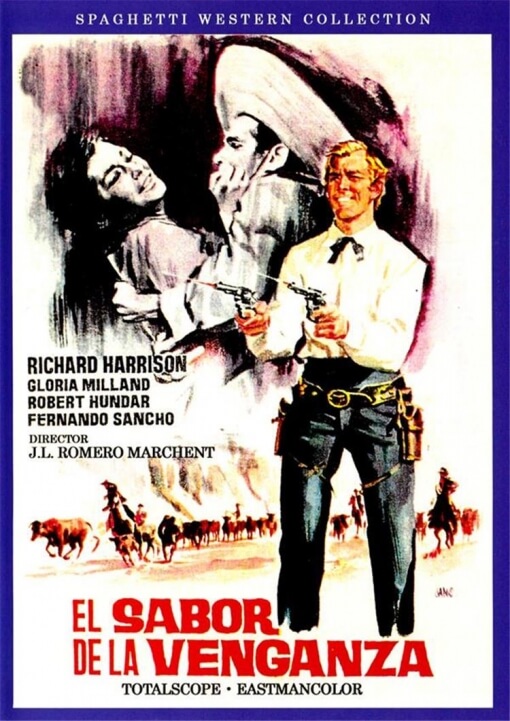 SPAGHETTI WESTERN COLLECTION
RICHARD HARRISON
GLORIA MILLAND
ROBERT HUNDAR
FERNANDO SANCHO
DIRECTOR
J.L. ROMERO MARCHENT
JANO
EL SABOR
DE LA VENGANZA
TOTALSCOPE · EASTMANCOLOR